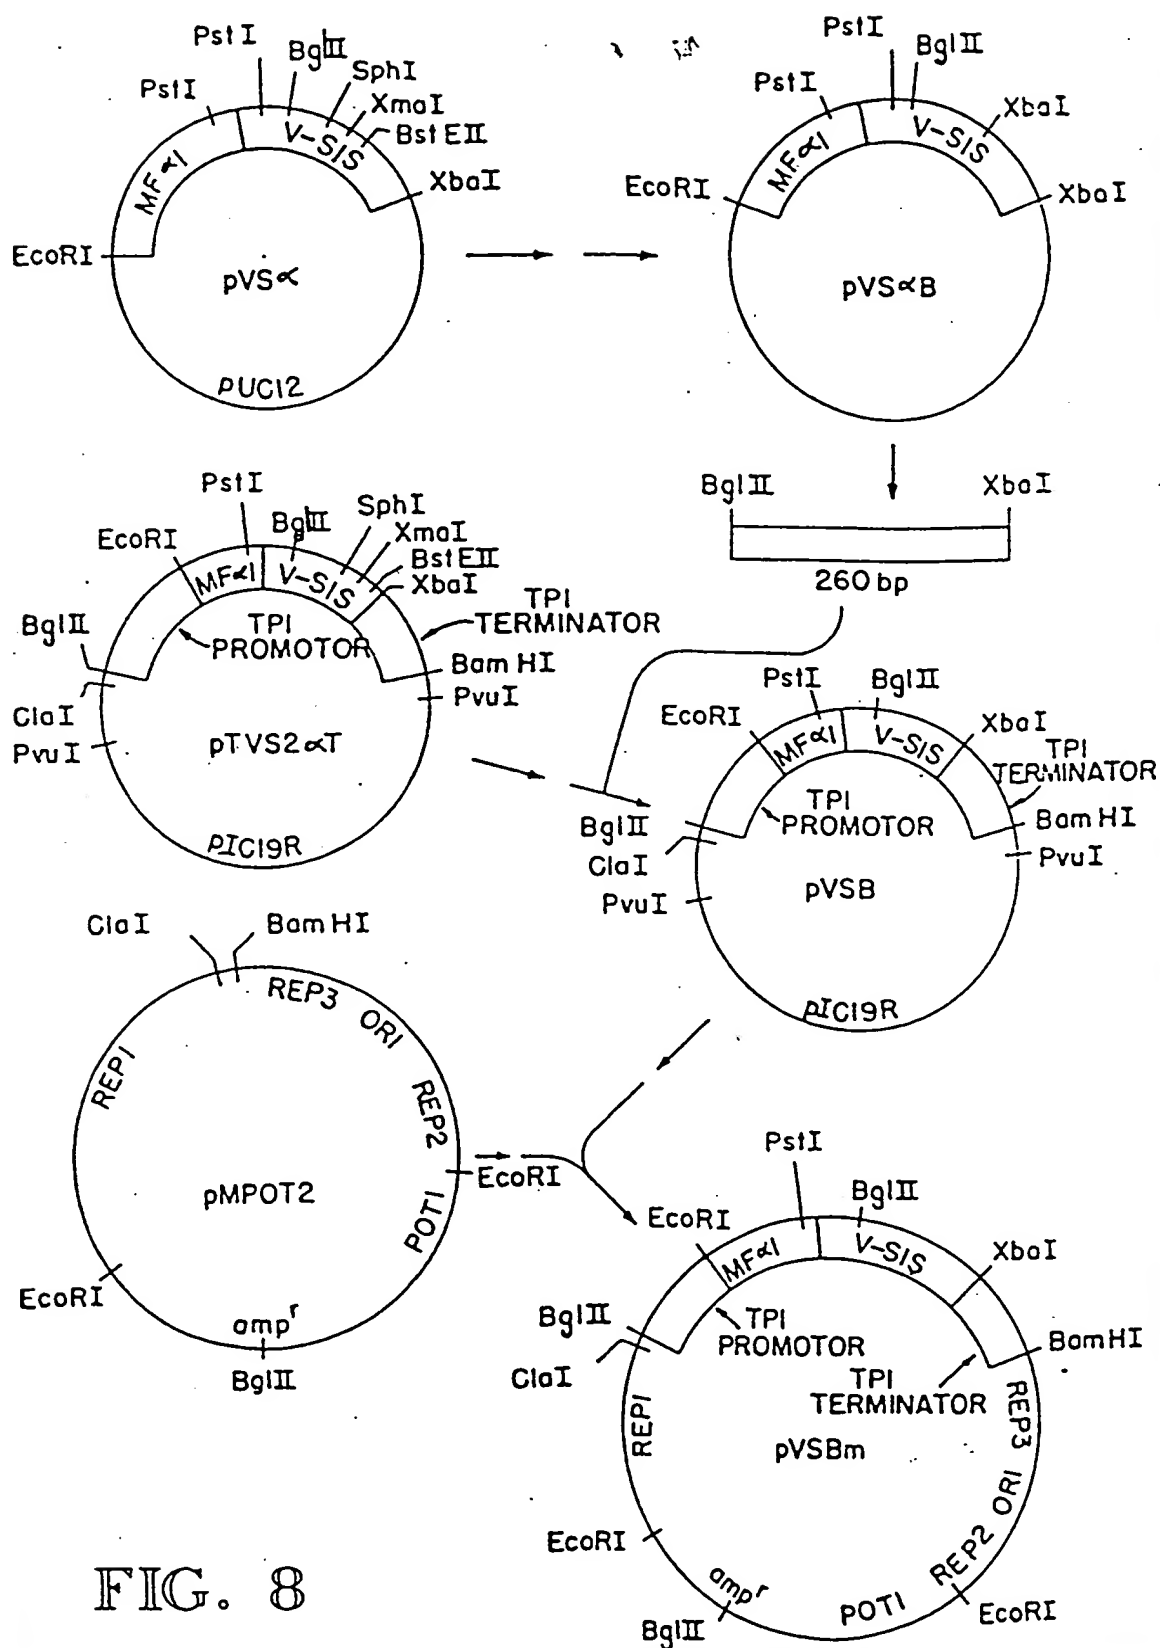 PstI
BglII
SphI
PstI
XmaI
BstEII
MFα1
V-SIS
XbaI
EcoRI
pVSα
pUC12
PstI
BglII
PstI
XbaI
MFα1
V-SIS
EcoRI
XbaI
pVSαB
BglII
XbaI
260 bp
PstI
BglII
SphI
EcoRI
XmaI
BstEII
MFα1
V-SIS
XbaI
TPI
TERMINATOR
BglII
TPI
PROMOTOR
BamHI
ClaI
PvuI
PvuI
pTVS2αT
pIC19R
PstI
BglII
EcoRI
XbaI
MFα1
V-SIS
TPI
TERMINATOR
TPI
PROMOTOR
BglII
BamHI
ClaI
PvuI
PvuI
pVSB
pIC19R
ClaI
BamHI
REP3
ORI
REP1
REP2
EcoRI
pMPOT2
POT1
EcoRI
ampʳ
BglII
PstI
BglII
EcoRI
MFα1
V-SIS
XbaI
BglII
TPI
PROMOTOR
BamHI
ClaI
TPI
TERMINATOR
REP1
REP3
pVSBm
ORI
EcoRI
REP2
ampʳ
POT1
EcoRI
BglII
FIG. 8